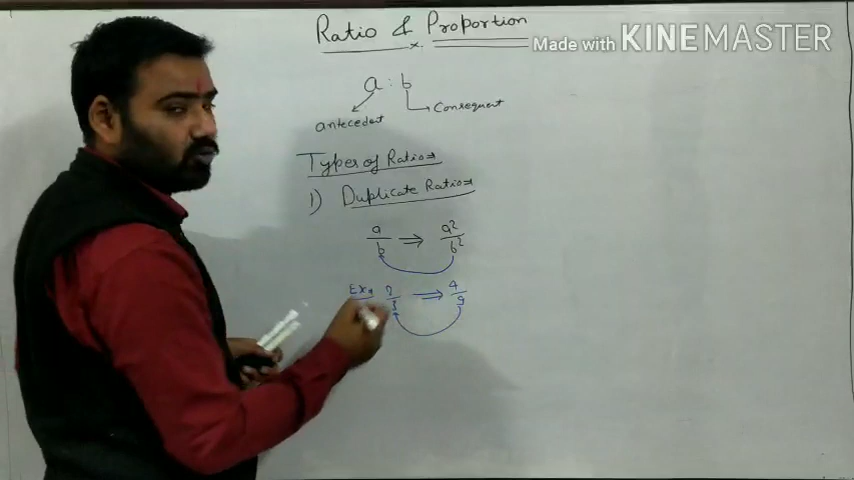 Ratio & Proportion
Made with KINEMASTER
a : b
antecedent
Consequent
Types of Ratio⇒
1) Duplicate Ratio⇒
a/b ⇒ a²/b²
Ex→ 2/3 ⇒ 4/9